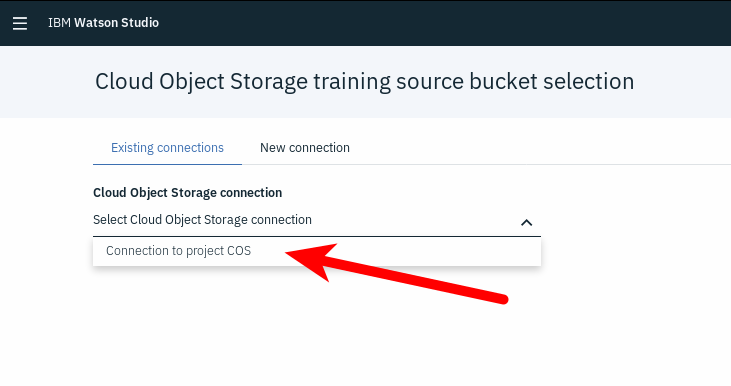 IBM Watson Studio
Cloud Object Storage training source bucket selection
Existing connections New connection
Cloud Object Storage connection
Select Cloud Object Storage connection
Connection to project COS